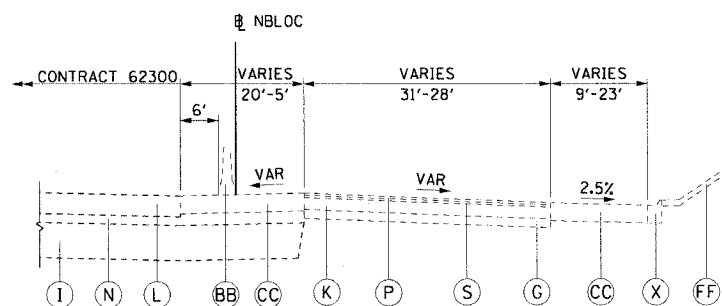 ℄ NBLOC
CONTRACT 62300
VARIES
20'-5'
VARIES
31'-28'
VARIES
9'-23'
6'
VAR
VAR
2.5%
I N L BB CC K P S G CC X FF